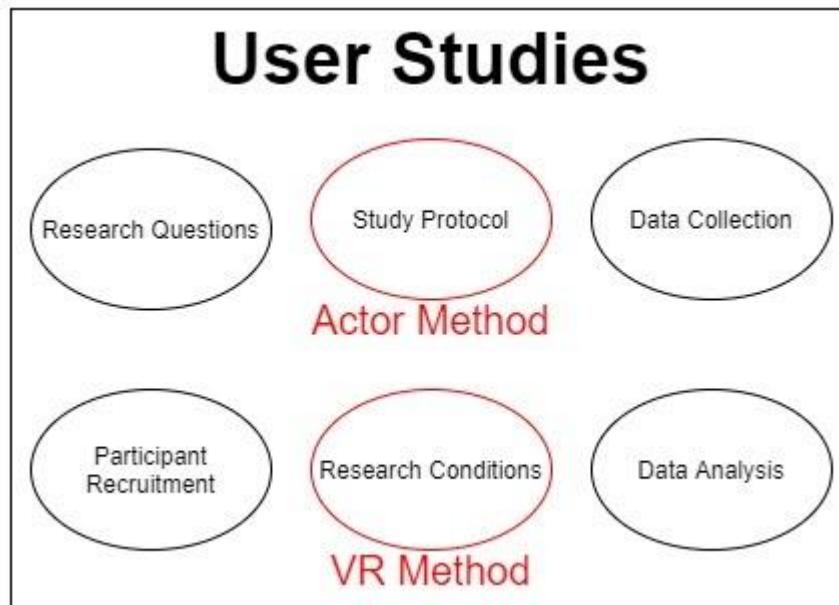 User Studies
Research Questions
Study Protocol
Data Collection
Actor Method
Participant
Recruitment
Research Conditions
Data Analysis
VR Method